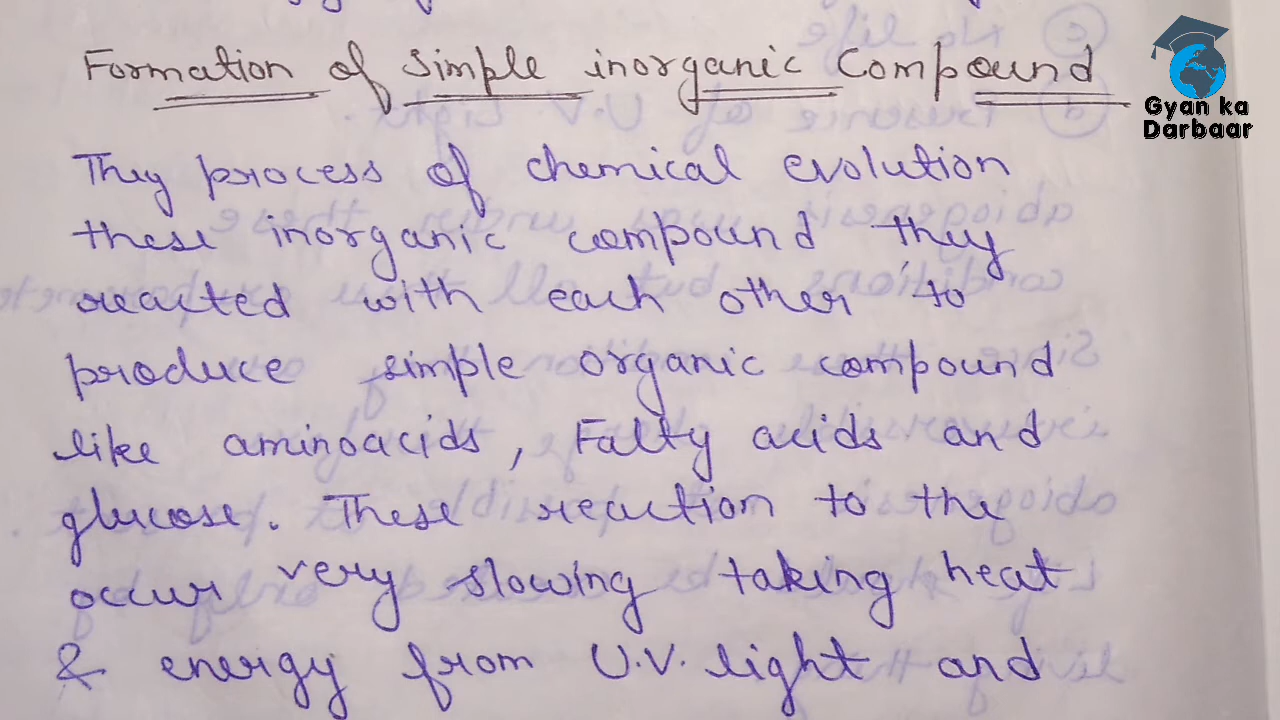 Formation of simple inorganic Compound
Gyan ka
Darbaar
They process of chemical evolution
these inorganic compound they
reacted with each other to
produce simple organic compound
like aminoacids, Fatty acids and
glucose. These reaction to the
occur very slowing taking heat
& energy from U.V. light and